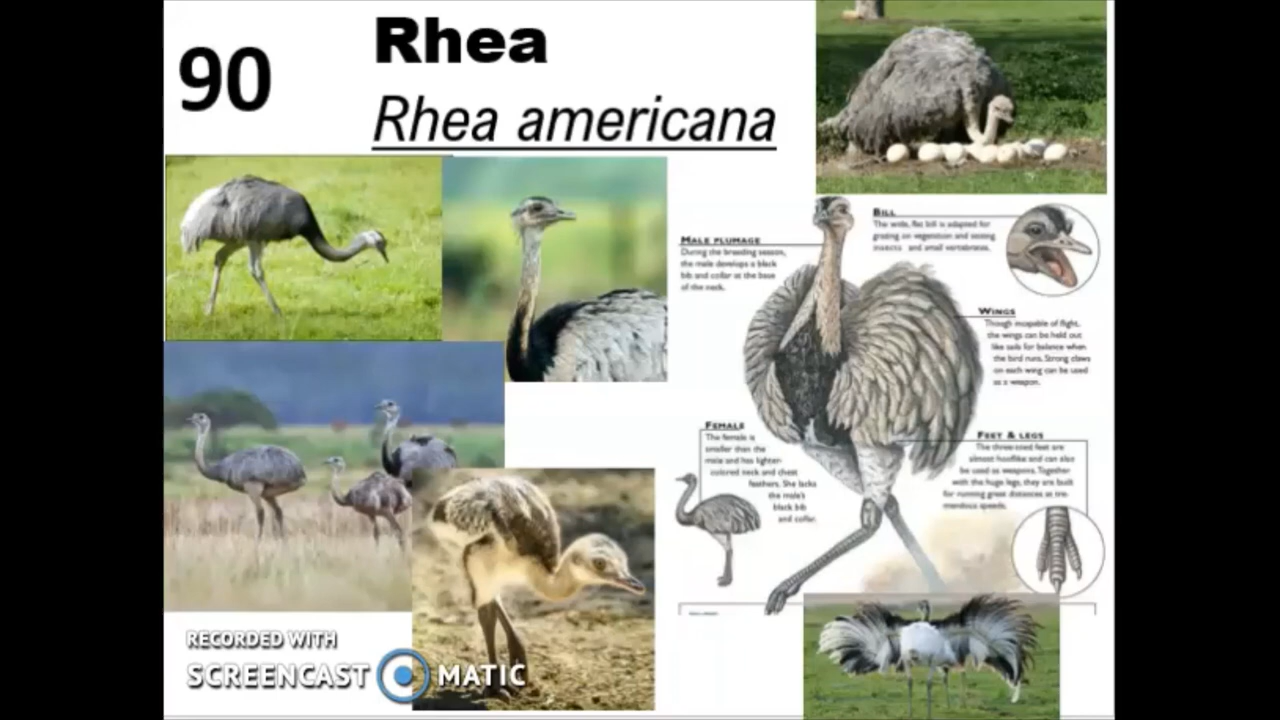 90
Rhea
Rhea americana
MALE PLUMAGE
During the breeding season,
the male develops a black
bib and collar at the base
of the neck.
BILL
The wide, flat bill is adapted for
grazing on vegetation and eating
insects and small vertebrates.
WINGS
Though incapable of flight,
the wings can be held out
like sails for balance when
the bird runs. Strong claws
on each wing can be used
as a weapon.
FEMALE
The female is
smaller than the
male and has lighter-
colored neck and chest
feathers. She lacks
the male's
black bib
and collar.
FEET & LEGS
The three-toed feet are
almost hooflike and can also
be used as weapons. Together
with the huge legs, they are built
for running great distances at tre-
mendous speeds.
RECORDED WITH
SCREENCAST MATIC